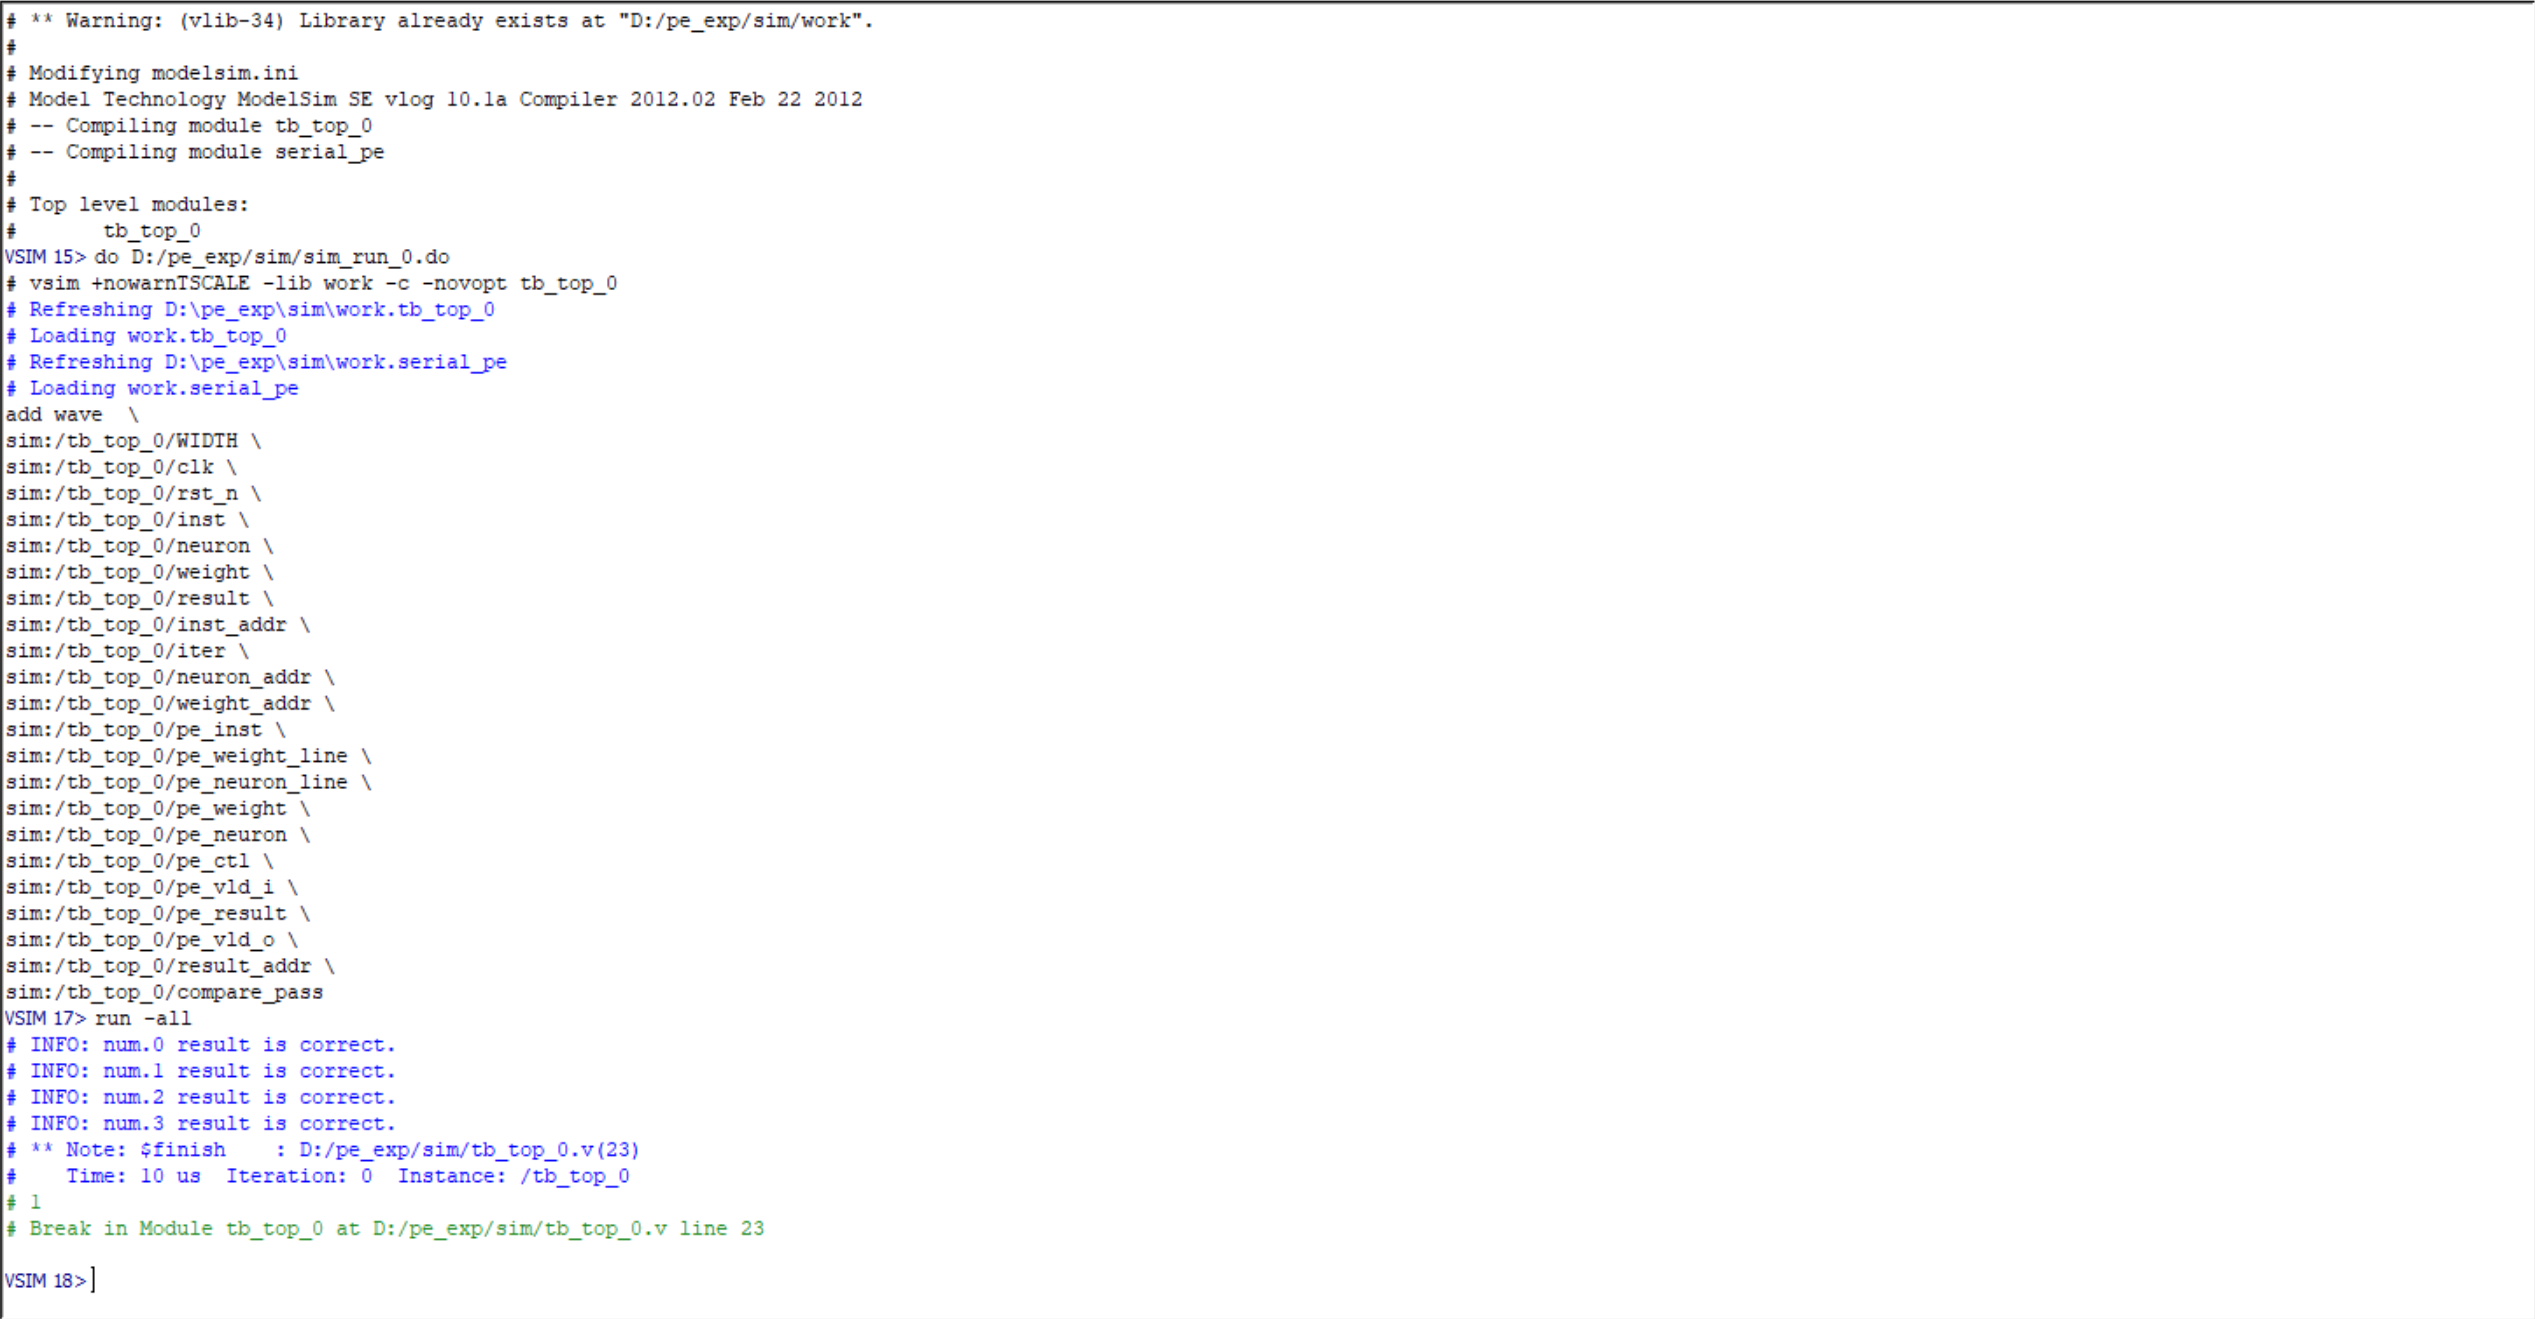 # ** Warning: (vlib-34) Library already exists at "D:/pe_exp/sim/work".
#
# Modifying modelsim.ini
# Model Technology ModelSim SE vlog 10.1a Compiler 2012.02 Feb 22 2012
# -- Compiling module tb_top_0
# -- Compiling module serial_pe
#
# Top level modules:
#       tb_top_0
VSIM 15> do D:/pe_exp/sim/sim_run_0.do
# vsim +nowarnTSCALE -lib work -c -novopt tb_top_0
# Refreshing D:\pe_exp\sim\work.tb_top_0
# Loading work.tb_top_0
# Refreshing D:\pe_exp\sim\work.serial_pe
# Loading work.serial_pe
add wave  \
sim:/tb_top_0/WIDTH \
sim:/tb_top_0/clk \
sim:/tb_top_0/rst_n \
sim:/tb_top_0/inst \
sim:/tb_top_0/neuron \
sim:/tb_top_0/weight \
sim:/tb_top_0/result \
sim:/tb_top_0/inst_addr \
sim:/tb_top_0/iter \
sim:/tb_top_0/neuron_addr \
sim:/tb_top_0/weight_addr \
sim:/tb_top_0/pe_inst \
sim:/tb_top_0/pe_weight_line \
sim:/tb_top_0/pe_neuron_line \
sim:/tb_top_0/pe_weight \
sim:/tb_top_0/pe_neuron \
sim:/tb_top_0/pe_ctl \
sim:/tb_top_0/pe_vld_i \
sim:/tb_top_0/pe_result \
sim:/tb_top_0/pe_vld_o \
sim:/tb_top_0/result_addr \
sim:/tb_top_0/compare_pass
VSIM 17> run -all
# INFO: num.0 result is correct.
# INFO: num.1 result is correct.
# INFO: num.2 result is correct.
# INFO: num.3 result is correct.
# ** Note: $finish    : D:/pe_exp/sim/tb_top_0.v(23)
#    Time: 10 us  Iteration: 0  Instance: /tb_top_0
# 1
# Break in Module tb_top_0 at D:/pe_exp/sim/tb_top_0.v line 23
VSIM 18>